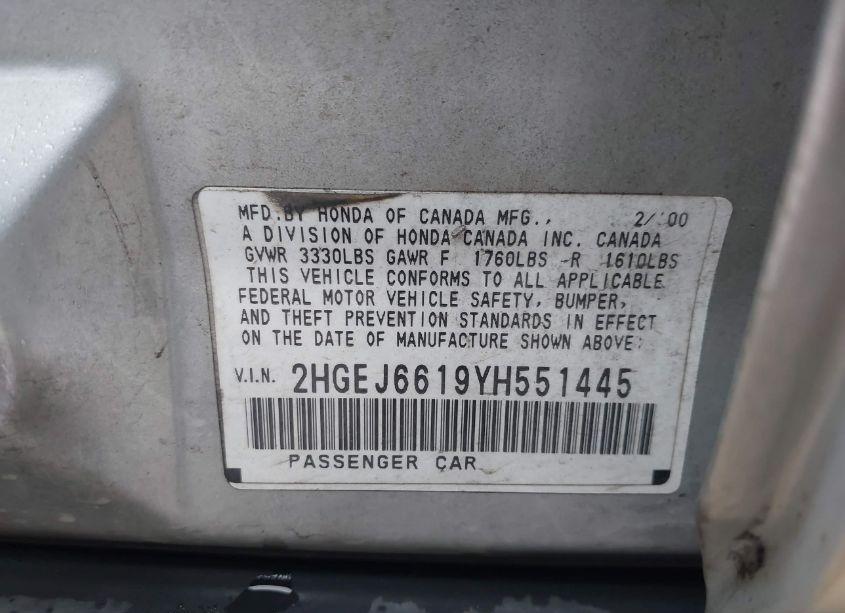 MFD. BY HONDA OF CANADA MFG., 2/'00
A DIVISION OF HONDA CANADA INC. CANADA
GVWR 3330LBS GAWR F 1760LBS -R 1610LBS
THIS VEHICLE CONFORMS TO ALL APPLICABLE
FEDERAL MOTOR VEHICLE SAFETY, BUMPER,
AND THEFT PREVENTION STANDARDS IN EFFECT
ON THE DATE OF MANUFACTURE SHOWN ABOVE:
V.I.N. 2HGEJ6619YH551445
PASSENGER CAR